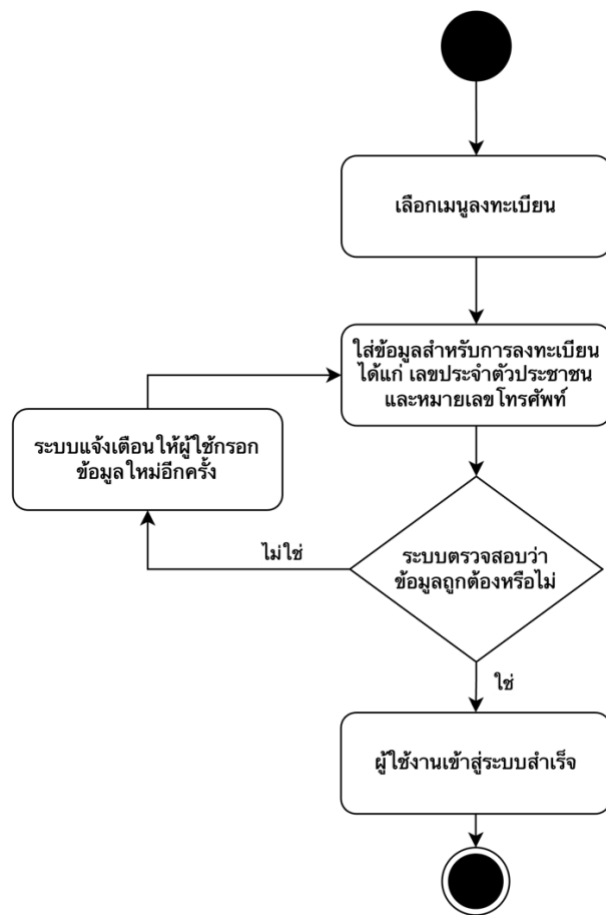 เลือกเมนูลงทะเบียน
ใส่ข้อมูลสำหรับการลงทะเบียน
ได้แก่ เลขประจำตัวประชาชน
และหมายเลขโทรศัพท์
ระบบแจ้งเตือนให้ผู้ใช้กรอก
ข้อมูลใหม่อีกครั้ง
ไม่ใช่
ระบบตรวจสอบว่า
ข้อมูลถูกต้องหรือไม่
ใช่
ผู้ใช้งานเข้าสู่ระบบสำเร็จ